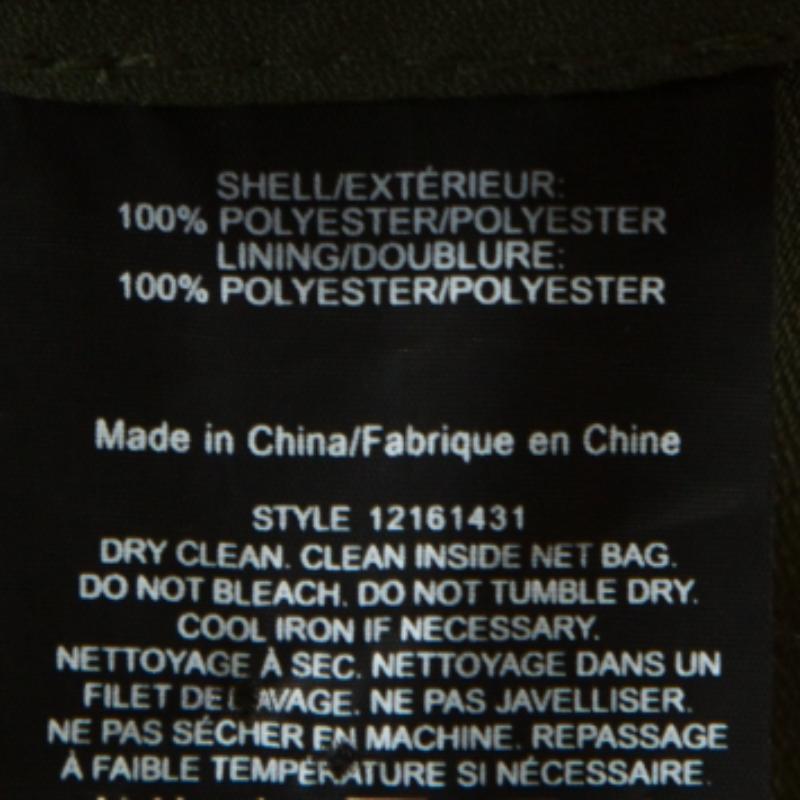 SHELL/EXTÉRIEUR:
100% POLYESTER/POLYESTER
LINING/DOUBLURE:
100% POLYESTER/POLYESTER
Made in China/Fabrique en Chine
STYLE 12161431
DRY CLEAN. CLEAN INSIDE NET BAG.
DO NOT BLEACH. DO NOT TUMBLE DRY.
COOL IRON IF NECESSARY.
NETTOYAGE À SEC. NETTOYAGE DANS UN
FILET DE LAVAGE. NE PAS JAVELLISER.
NE PAS SÉCHER EN MACHINE. REPASSAGE
À FAIBLE TEMPÉRATURE SI NÉCESSAIRE.